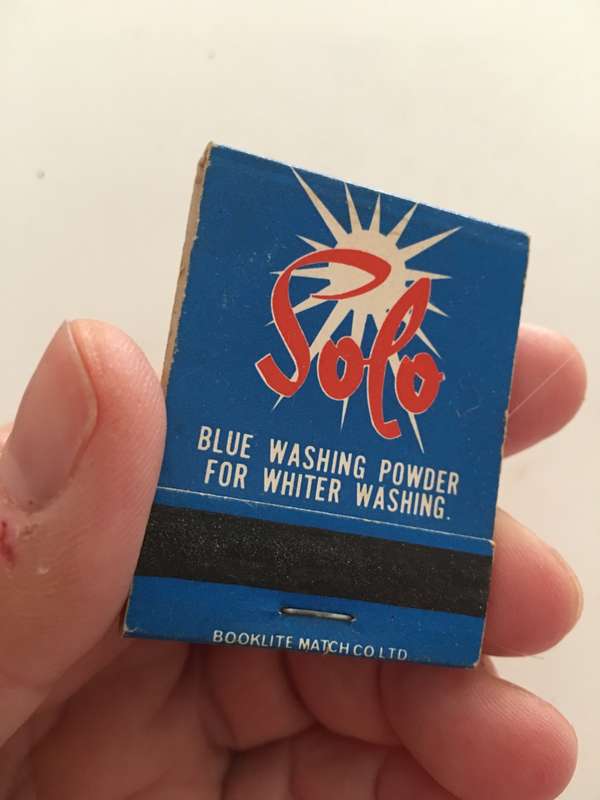 Solo
BLUE WASHING POWDER
FOR WHITER WASHING.
BOOKLITE MATCH CO LTD